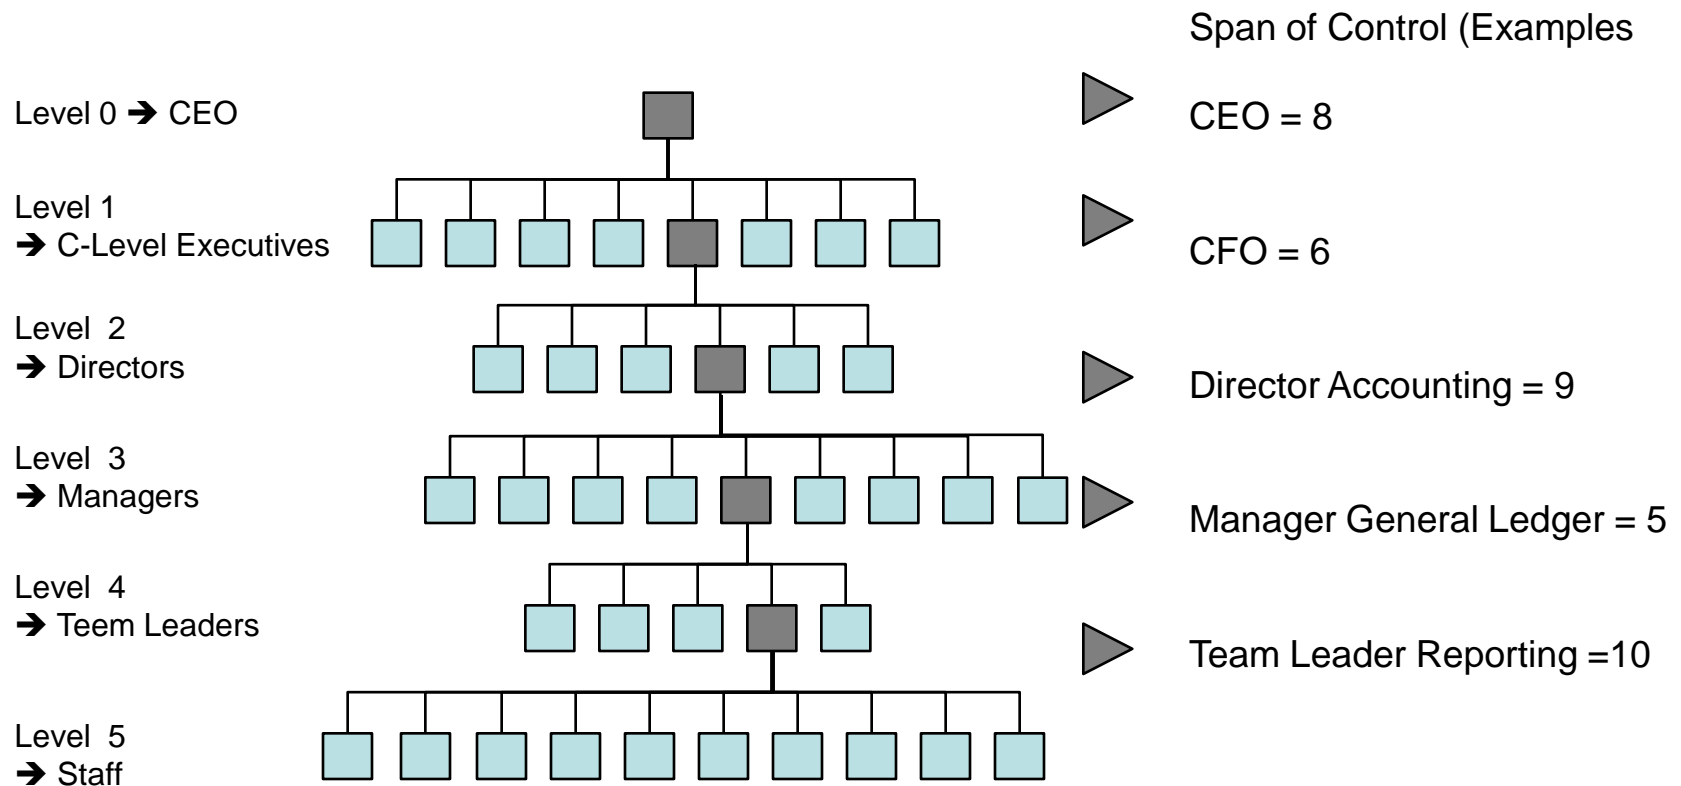 Span of Control (Examples
Level 0 ➔ CEO
CEO = 8
Level 1
➔ C-Level Executives
CFO = 6
Level  2
➔ Directors
Director Accounting = 9
Level  3
➔ Managers
Manager General Ledger = 5
Level  4
➔ Teem Leaders
Team Leader Reporting =10
Level  5
➔ Staff